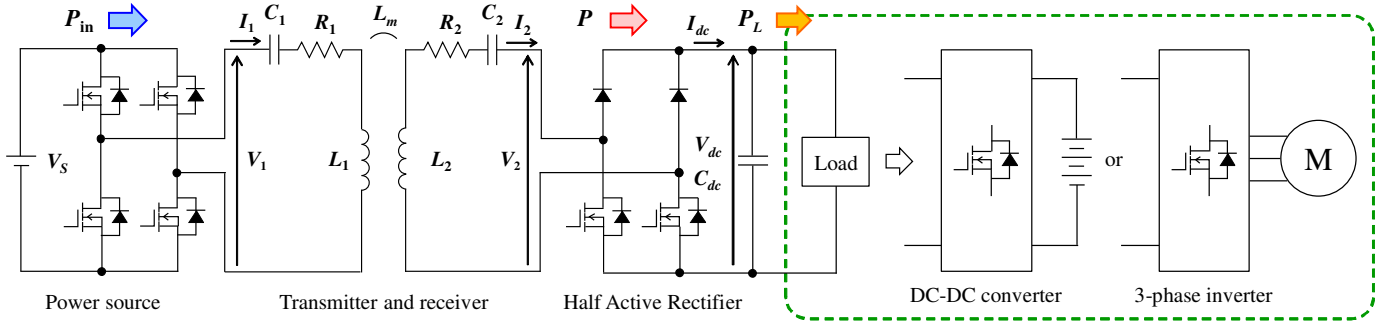 P_in
I_1
C_1
R_1
L_m
R_2
C_2
I_2
P
I_dc
P_L
V_S
V_1
L_1
L_2
V_2
V_dc
C_dc
Load
or
M
Power source
Transmitter and receiver
Half Active Rectifier
DC-DC converter
3-phase inverter